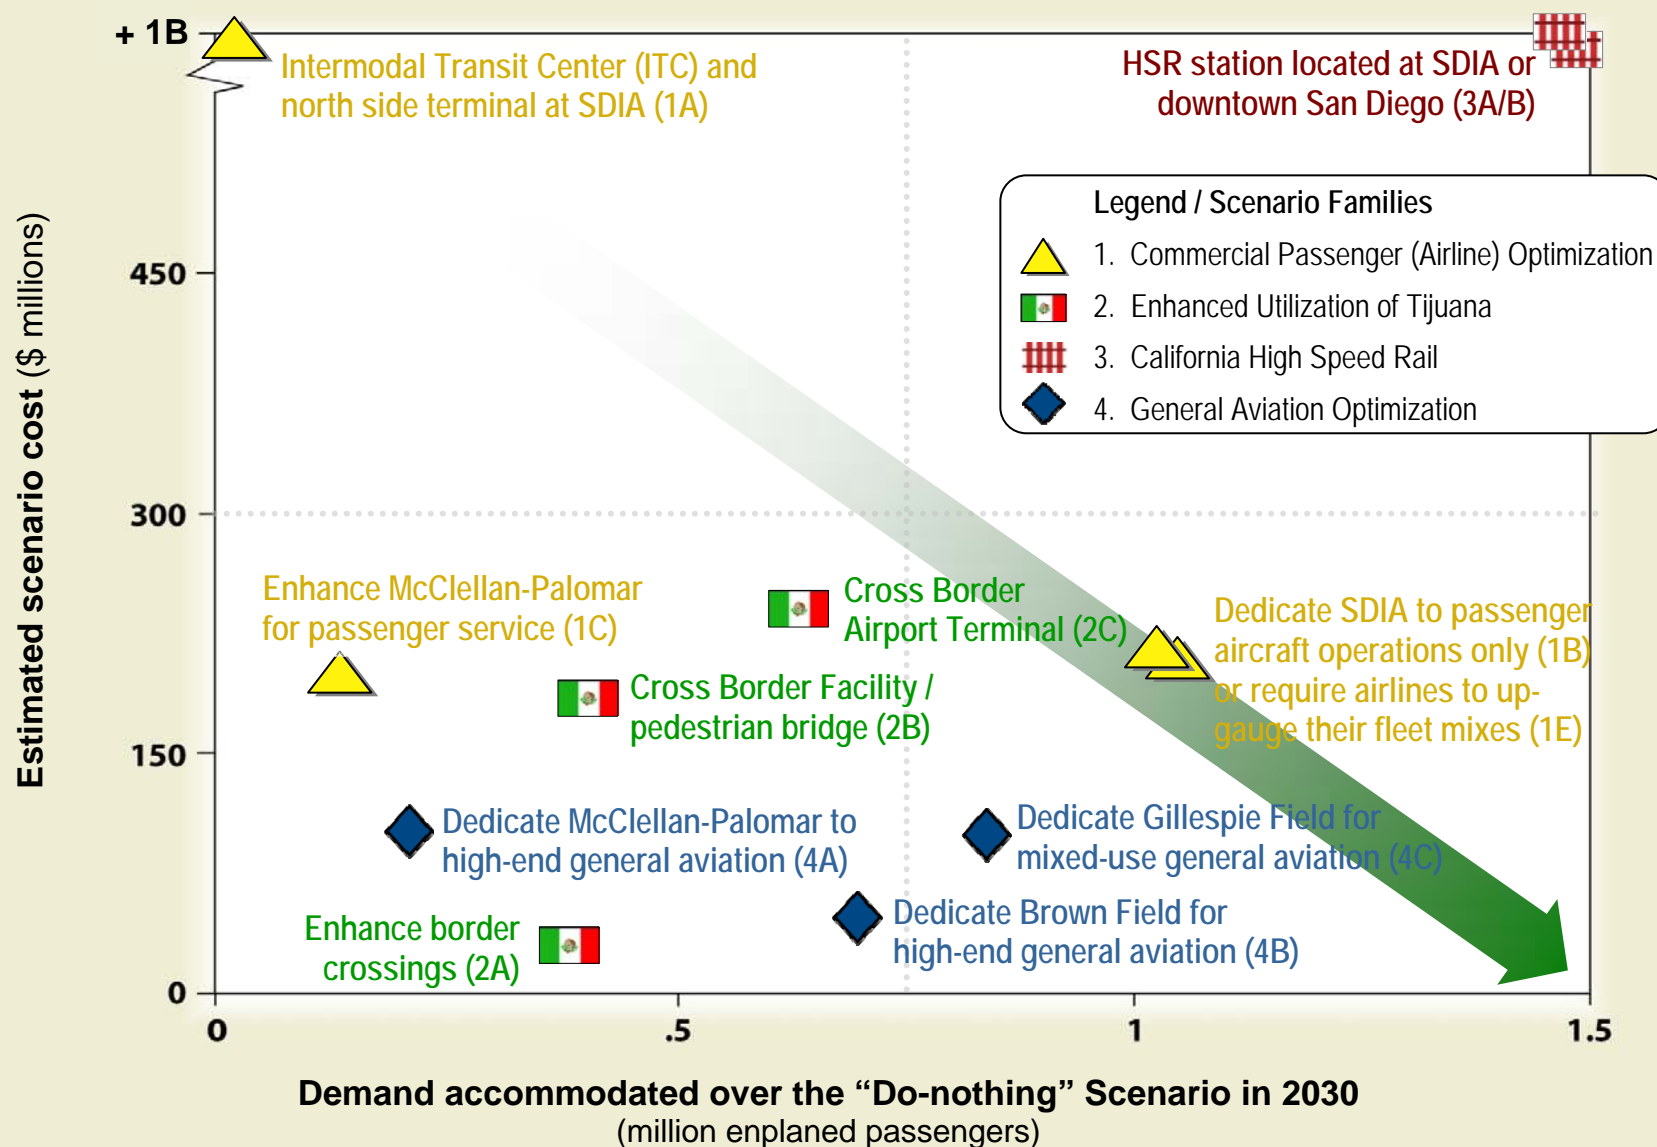 + 1B
Intermodal Transit Center (ITC) and
north side terminal at SDIA (1A)
HSR station located at SDIA or
downtown San Diego (3A/B)
Legend / Scenario Families
1. Commercial Passenger (Airline) Optimization
2. Enhanced Utilization of Tijuana
3. California High Speed Rail
4. General Aviation Optimization
Estimated scenario cost ($ millions)
450
300
150
0
Enhance McClellan-Palomar
for passenger service (1C)
Cross Border
Airport Terminal (2C)
Dedicate SDIA to passenger
aircraft operations only (1B)
or require airlines to up-
gauge their fleet mixes (1E)
Cross Border Facility /
pedestrian bridge (2B)
Dedicate McClellan-Palomar to
high-end general aviation (4A)
Dedicate Gillespie Field for
mixed-use general aviation (4C)
Enhance border
crossings (2A)
Dedicate Brown Field for
high-end general aviation (4B)
0
.5
1
1.5
Demand accommodated over the “Do-nothing” Scenario in 2030
(million enplaned passengers)